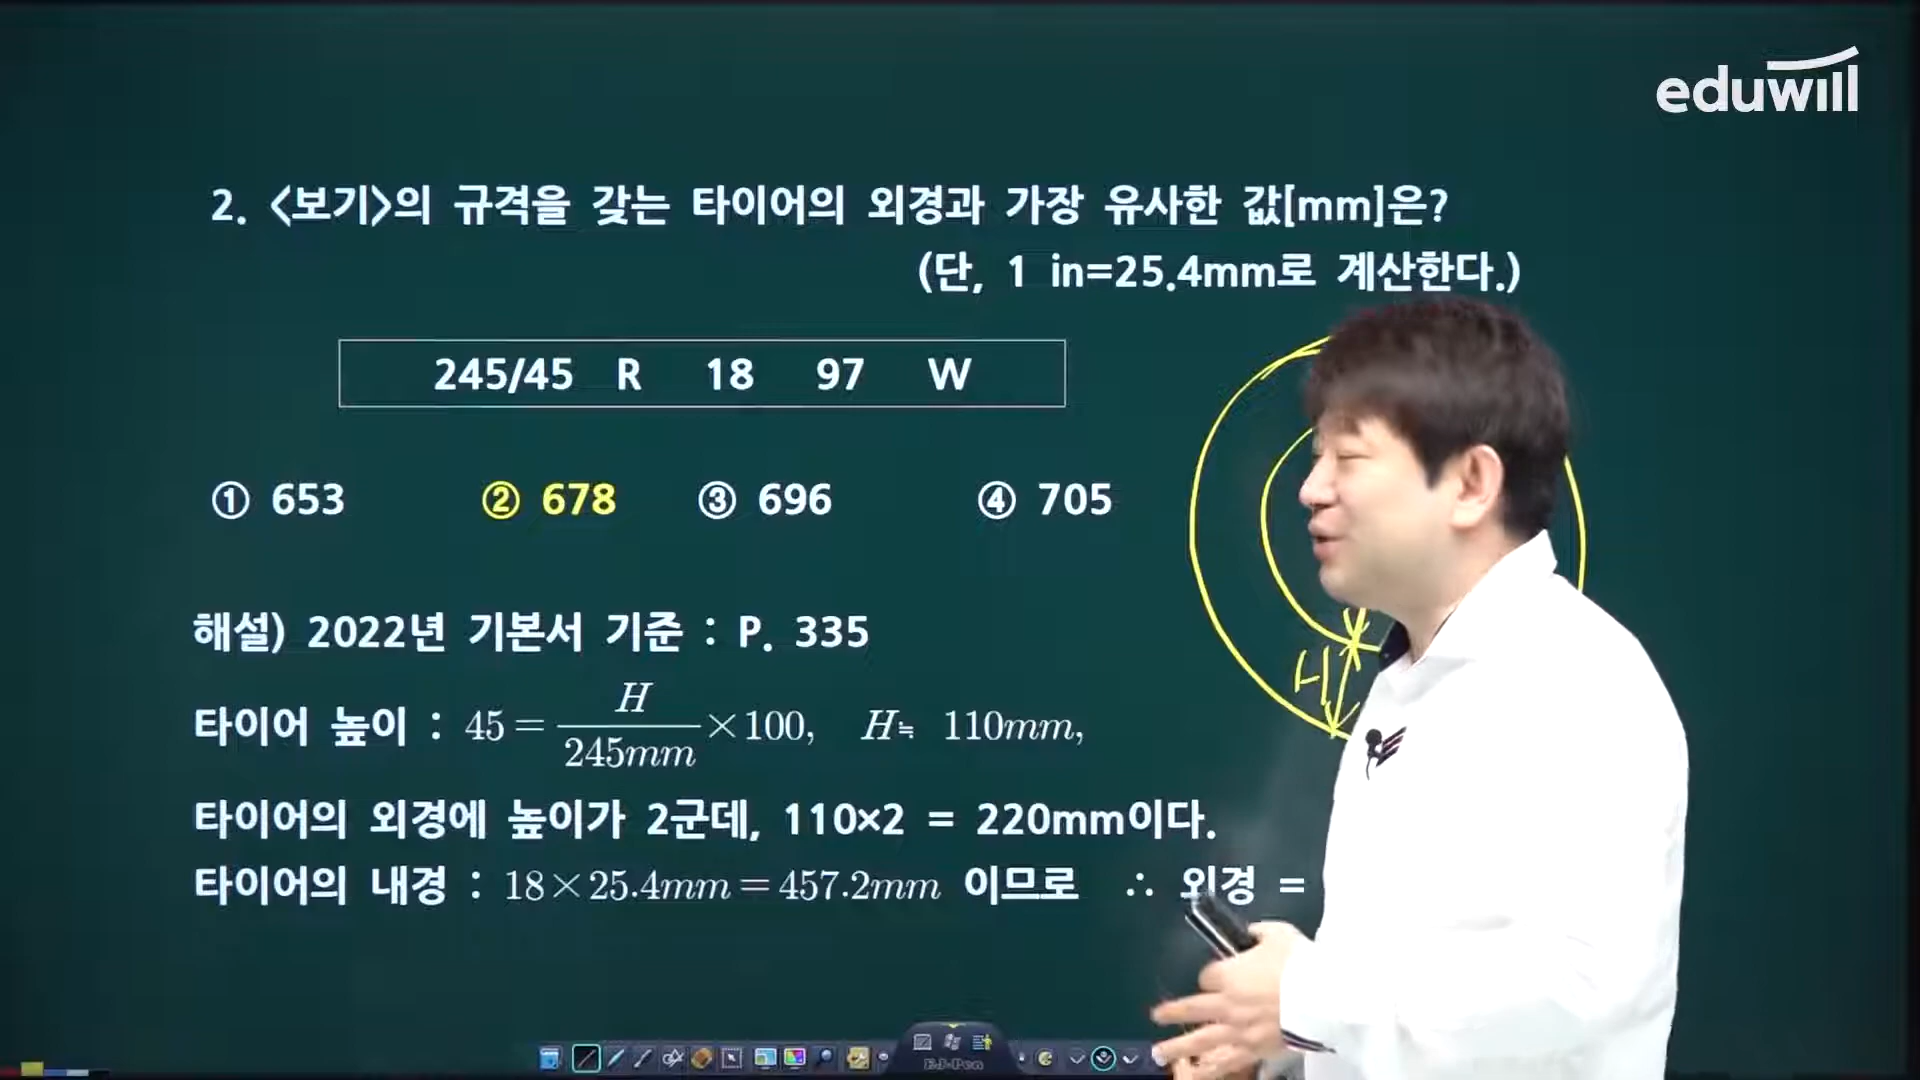 eduwill
2. <보기>의 규격을 갖는 타이어의 외경과 가장 유사한 값[mm]은?
(단, 1 in=25.4mm로 계산한다.)
245/45 R 18 97 W
① 653 ② 678 ③ 696 ④ 705
해설) 2022년 기본서 기준 : P. 335
타이어 높이 : 45 = H/245mm ×100, H≒ 110mm,
H
타이어의 외경에 높이가 2군데, 110×2 = 220mm이다.
타이어의 내경 : 18×25.4mm=457.2mm 이므로 ∴ 외경 =
EJ-Pen